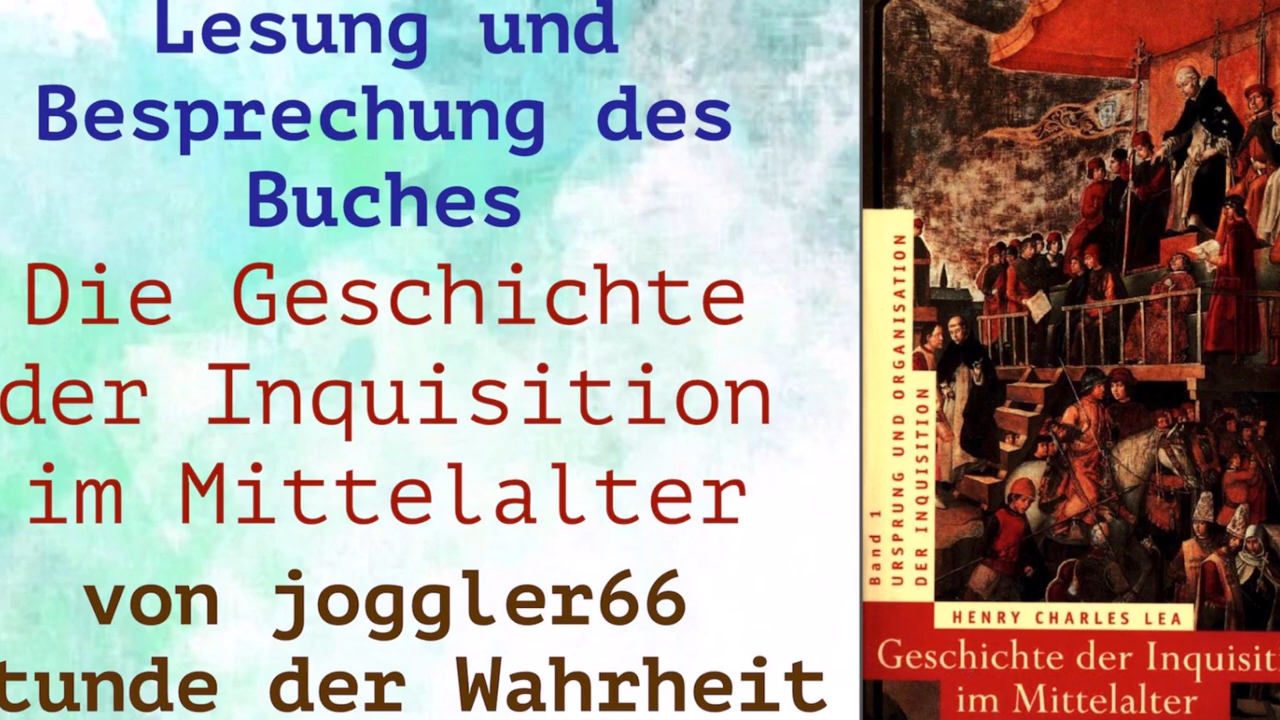 Lesung und
Besprechung des
Buches
Die Geschichte
der Inquisition
im Mittelalter
von joggler66
tunde der Wahrheit
Band 1
URSPRUNG UND ORGANISATION
DER INQUISITION
HENRY CHARLES LEA
Geschichte der Inquisiti
im Mittelalter